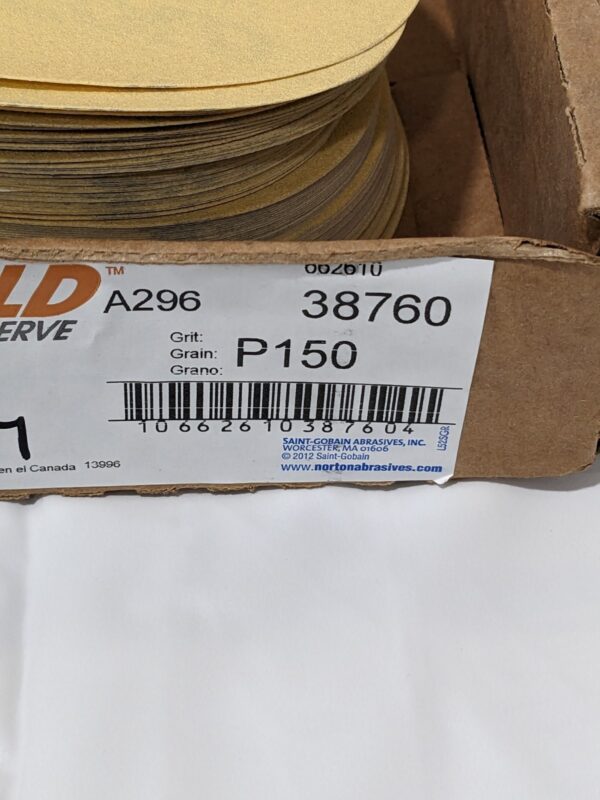 LD™
ERVE
A296
662610
38760
Grit:
Grain: P150
Grano:
10662610387604
SAINT-GOBAIN ABRASIVES, INC.
WORCESTER, MA 01606
© 2012 Saint-Gobain
www.nortonabrasives.com
L52SGR
en el Canada 13996